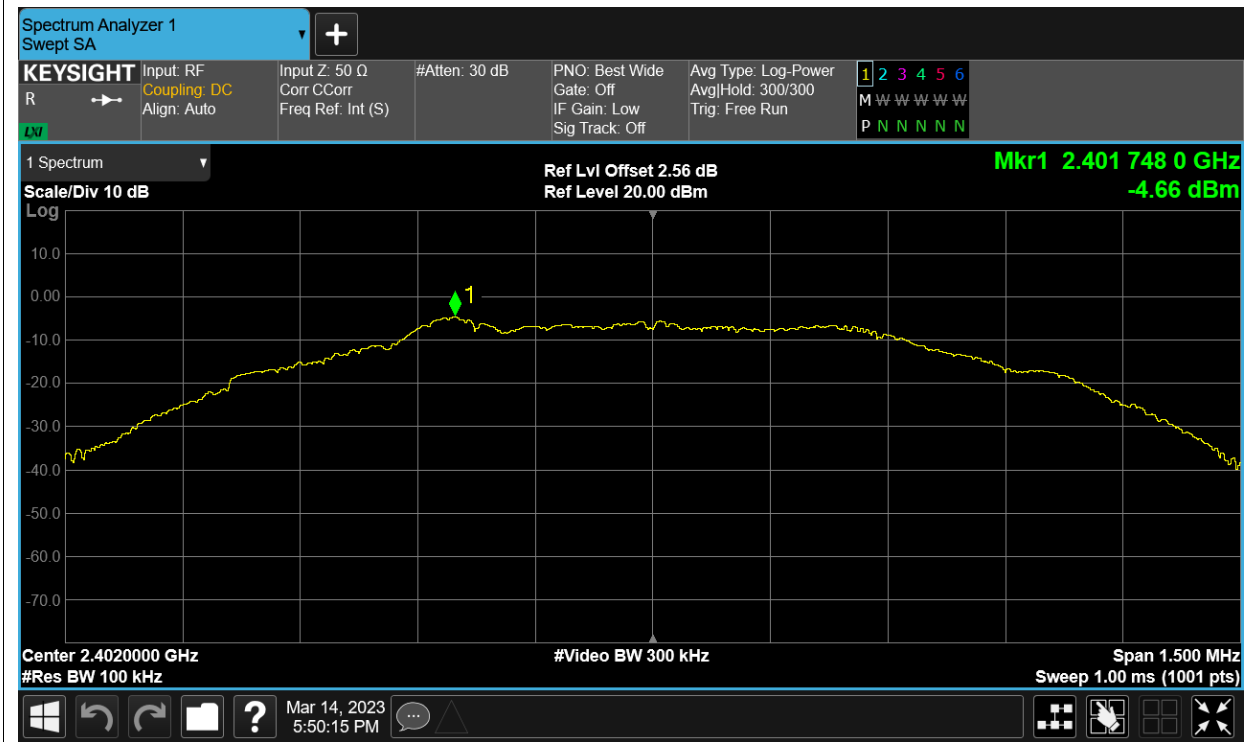 Spectrum Analyzer 1
Swept SA
+
KEYSIGHT
R
LXI
Input: RF
Coupling: DC
Align: Auto
Input Z: 50 Ω
Corr CCorr
Freq Ref: Int (S)
#Atten: 30 dB
PNO: Best Wide
Gate: Off
IF Gain: Low
Sig Track: Off
Avg Type: Log-Power
Avg|Hold: 300/300
Trig: Free Run
1 2 3 4 5 6
M W W W W W
P N N N N N
1 Spectrum
Scale/Div 10 dB
Ref Lvl Offset 2.56 dB
Ref Level 20.00 dBm
Mkr1 2.401 748 0 GHz
-4.66 dBm
Log
10.0
0.00
-10.0
-20.0
-30.0
-40.0
-50.0
-60.0
-70.0
1
Center 2.4020000 GHz
#Res BW 100 kHz
#Video BW 300 kHz
Span 1.500 MHz
Sweep 1.00 ms (1001 pts)
?
Mar 14, 2023
5:50:15 PM